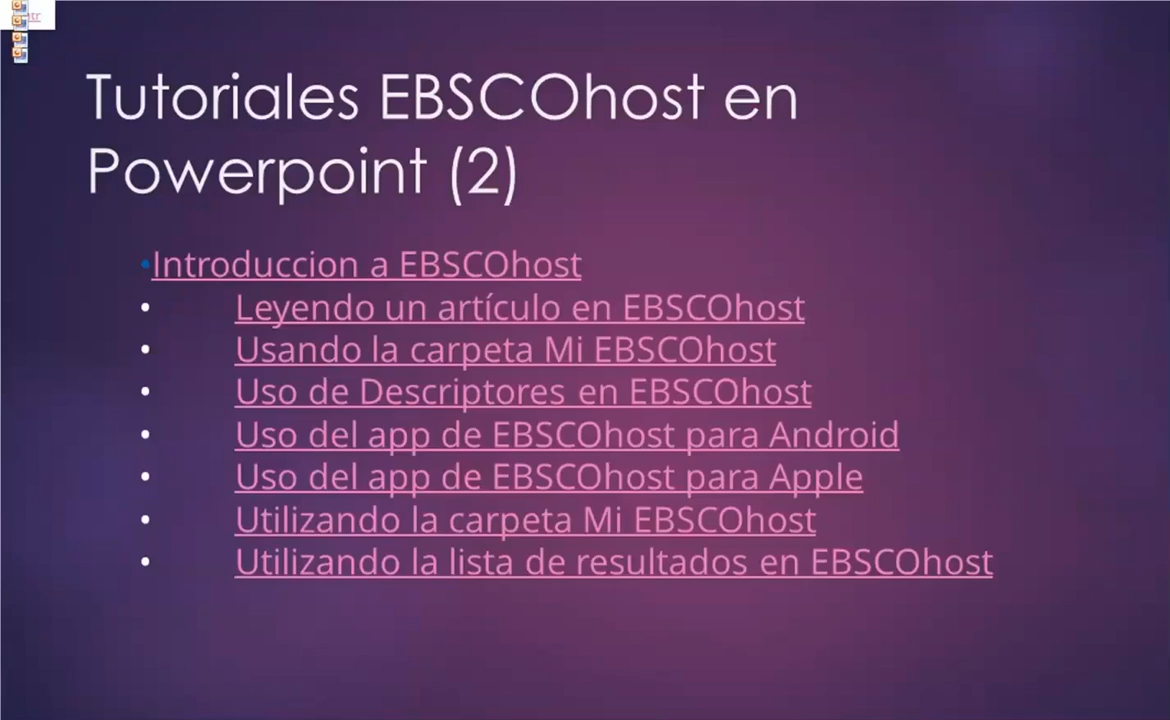 Tutoriales EBSCOhost en
Powerpoint (2)
•Introduccion a EBSCOhost
• Leyendo un artículo en EBSCOhost
• Usando la carpeta Mi EBSCOhost
• Uso de Descriptores en EBSCOhost
• Uso del app de EBSCOhost para Android
• Uso del app de EBSCOhost para Apple
• Utilizando la carpeta Mi EBSCOhost
• Utilizando la lista de resultados en EBSCOhost